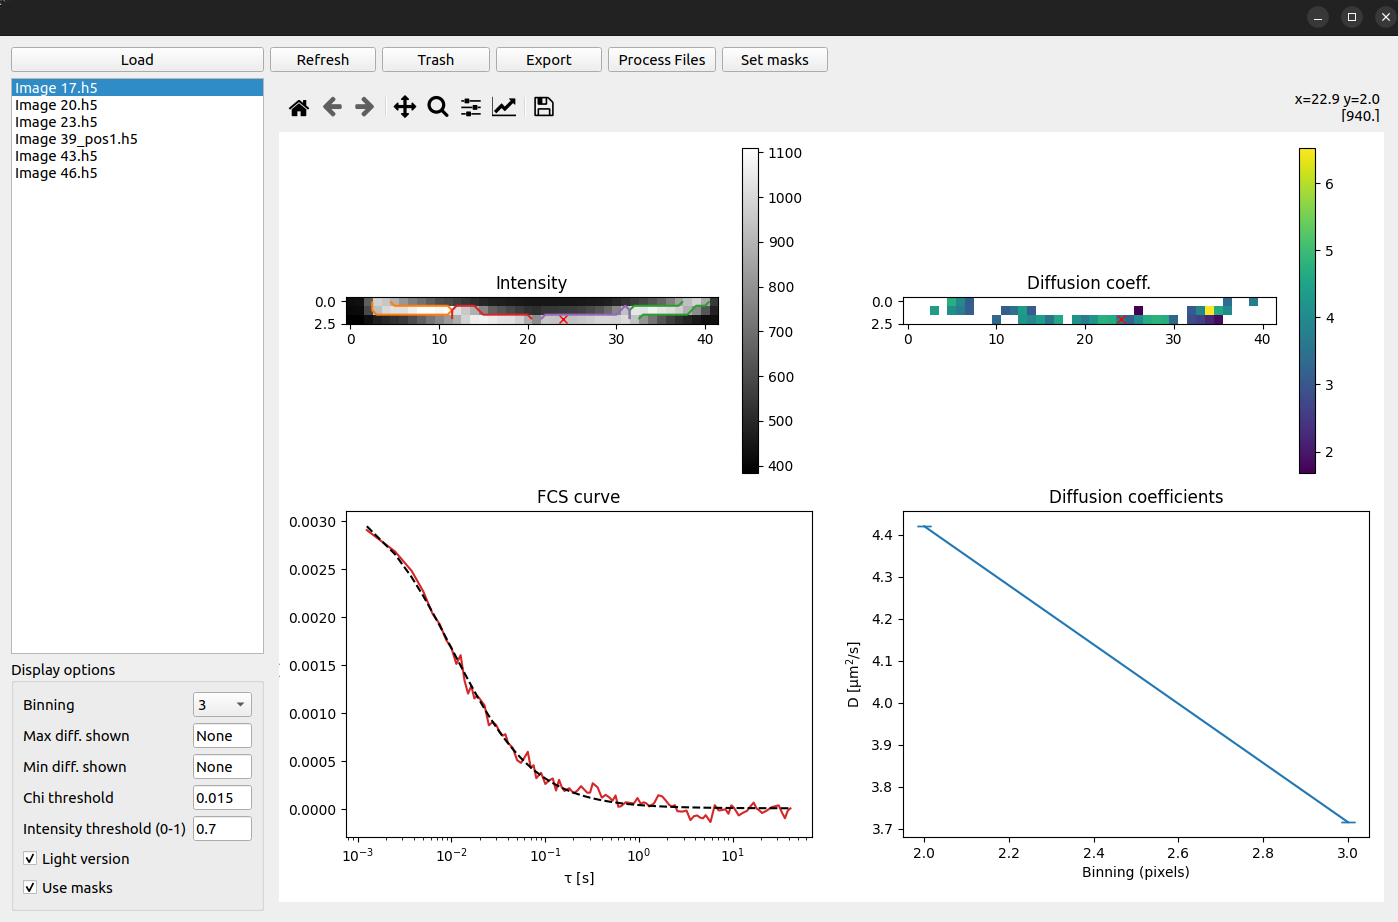 Load
Refresh
Trash
Export
Process Files
Set masks
Image 17.h5
Image 20.h5
Image 23.h5
Image 39_pos1.h5
Image 43.h5
Image 46.h5
x=22.9 y=2.0
[940.]
Intensity
0.0
2.5
0 10 20 30 40
1100
1000
900
800
700
600
500
400
Diffusion coeff.
0.0
2.5
0 10 20 30 40
6
5
4
3
2
FCS curve
0.0030
0.0025
0.0020
0.0015
0.0010
0.0005
0.0000
10⁻³ 10⁻² 10⁻¹ 10⁰ 10¹
τ [s]
Diffusion coefficients
D [μm²/s]
4.4
4.3
4.2
4.1
4.0
3.9
3.8
3.7
2.0 2.2 2.4 2.6 2.8 3.0
Binning (pixels)
Display options
Binning 3
Max diff. shown None
Min diff. shown None
Chi threshold 0.015
Intensity threshold (0-1) 0.7
Light version
Use masks